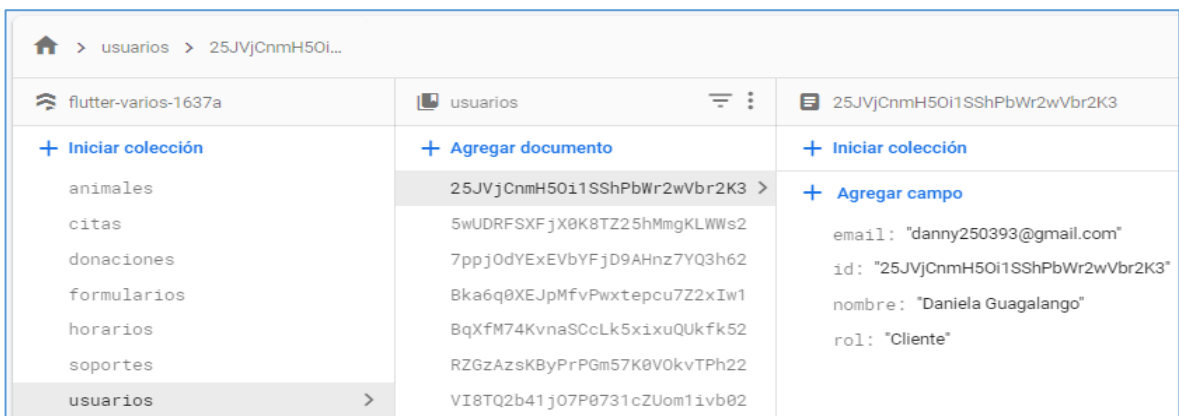 > usuarios > 25JVjCnmH5Oi...
flutter-varios-1637a
+ Iniciar colección
animales
citas
donaciones
formularios
horarios
soportes
usuarios >
usuarios
+ Agregar documento
25JVjCnmH5Oi1SShPbWr2wVbr2K3 >
5wUDRFSXFjX0K8TZ25hMmgKLWWs2
7ppjOdYExEVbYFjD9AHnz7YQ3h62
Bka6q0XEJpMfvPwxtepcu7Z2xIw1
BqXfM74KvnaSCcLk5xixuQUkfk52
RZGzAzsKByPrPGm57K0VOkvTPh22
VI8TQ2b41jO7P0731cZUom1ivb02
25JVjCnmH5Oi1SShPbWr2wVbr2K3
+ Iniciar colección
+ Agregar campo
email: "danny250393@gmail.com"
id: "25JVjCnmH5Oi1SShPbWr2wVbr2K3"
nombre: "Daniela Guagalango"
rol: "Cliente"